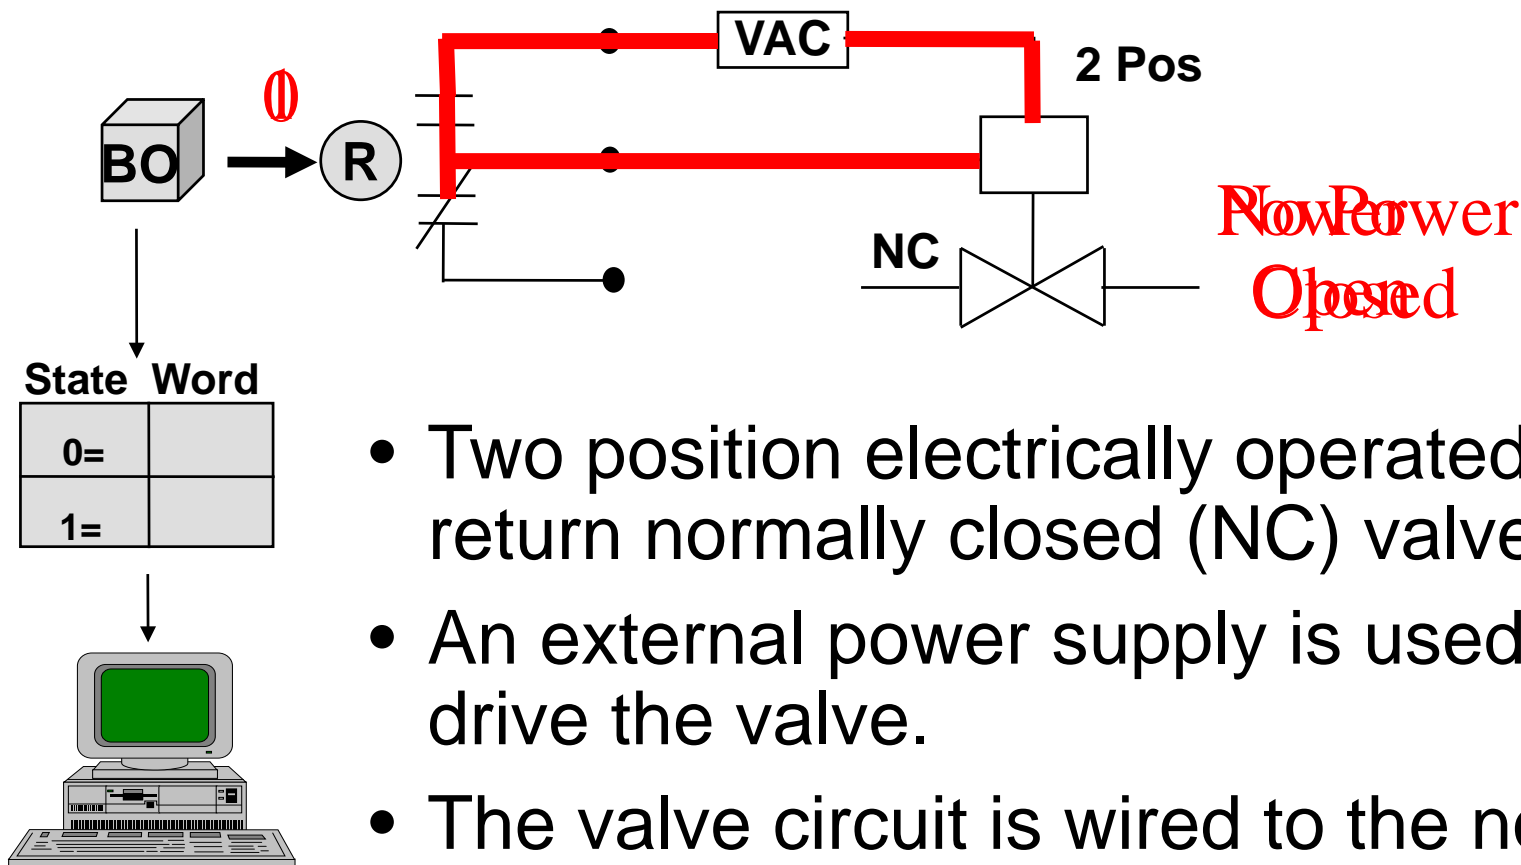 VAC
2 Pos
BO
R
NC
State Word
0=
1=
• Two position electrically operated
return normally closed (NC) valve
• An external power supply is used
drive the valve.
• The valve circuit is wired to the